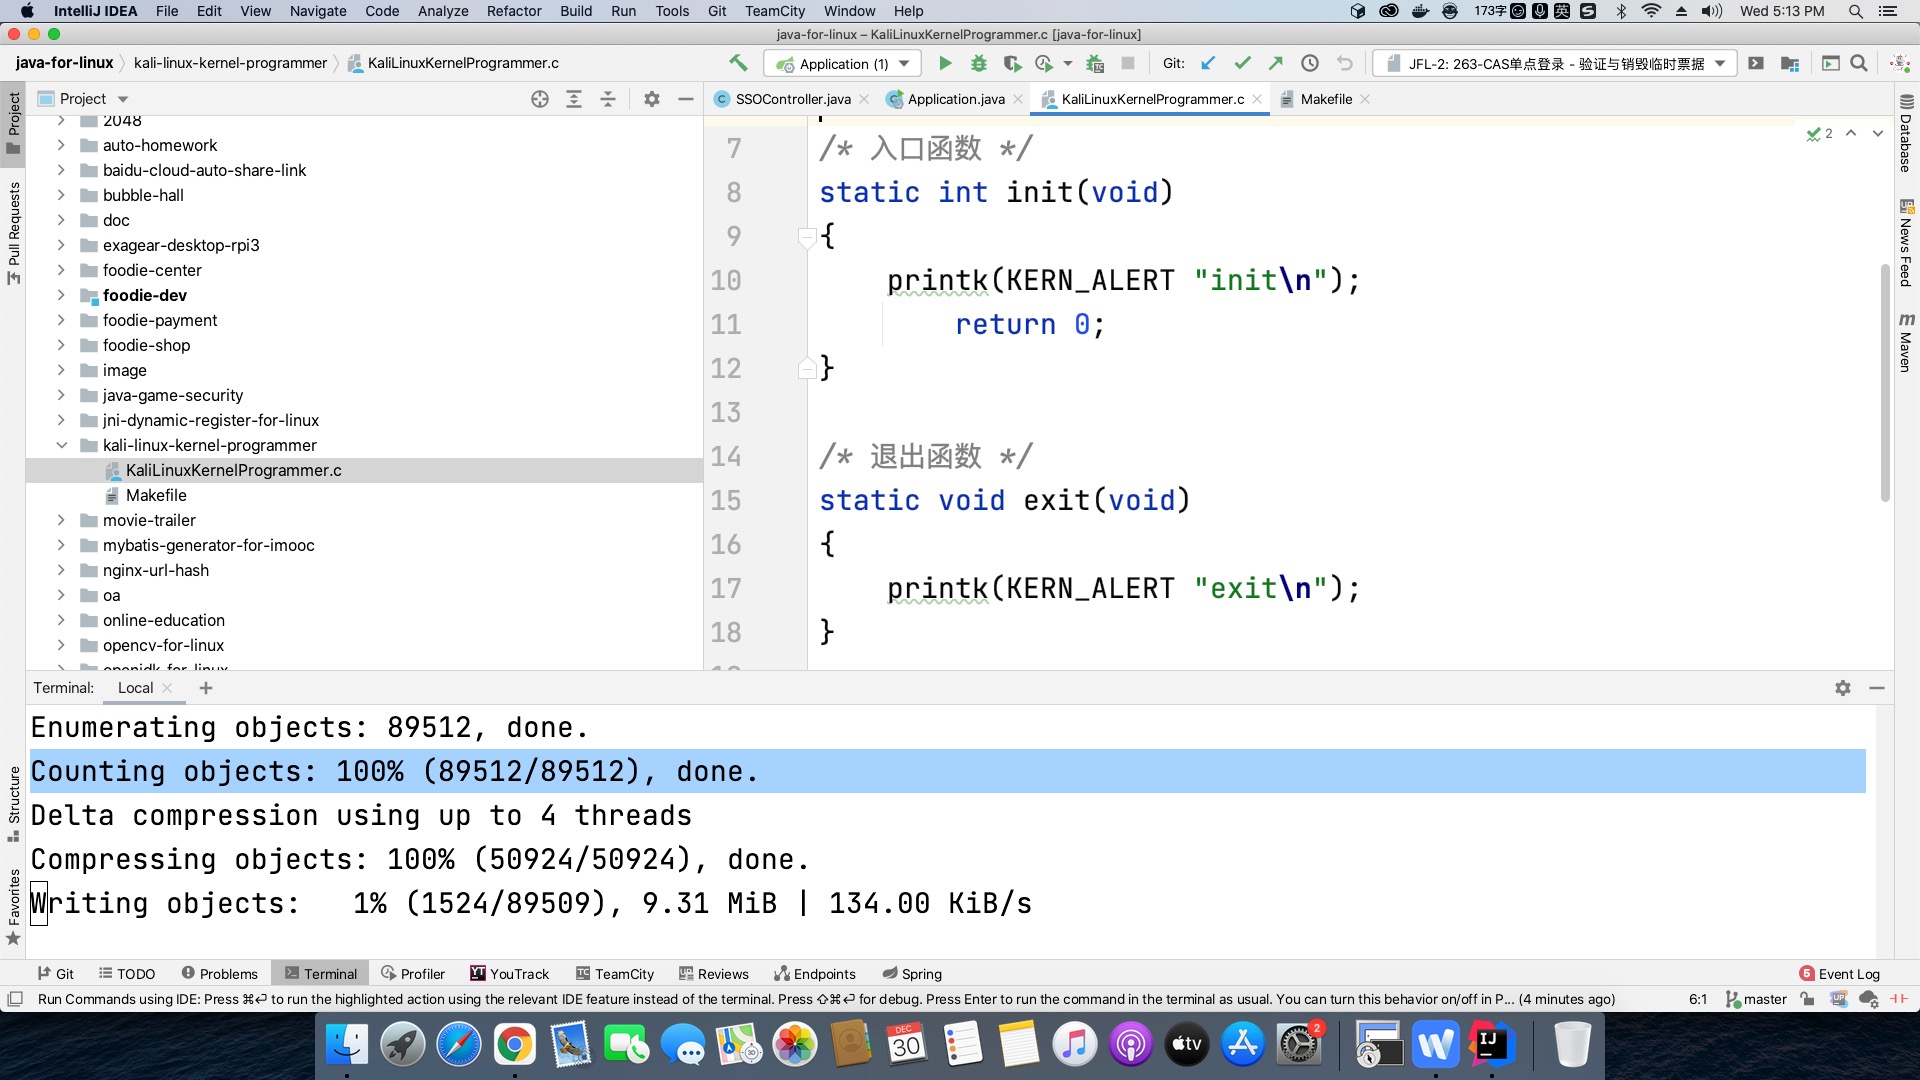 IntelliJ IDEA File Edit View Navigate Code Analyze Refactor Build Run Tools Git TeamCity Window Help 173字 英 Wed 5:13 PM
java-for-linux – KaliLinuxKernelProgrammer.c [java-for-linux]
java-for-linux kali-linux-kernel-programmer KaliLinuxKernelProgrammer.c Application (1) Git: JFL-2: 263-CAS单点登录 - 验证与销毁临时票据
Project
SSOController.java Application.java KaliLinuxKernelProgrammer.c Makefile
2048
auto-homework
baidu-cloud-auto-share-link
bubble-hall
doc
exagear-desktop-rpi3
foodie-center
foodie-dev
foodie-payment
foodie-shop
image
java-game-security
jni-dynamic-register-for-linux
kali-linux-kernel-programmer
KaliLinuxKernelProgrammer.c
Makefile
movie-trailer
mybatis-generator-for-imooc
nginx-url-hash
oa
online-education
opencv-for-linux
2
7 /* 入口函数 */
8 static int init(void)
9 {
10 printk(KERN_ALERT "init\n");
11 return 0;
12 }
13
14 /* 退出函数 */
15 static void exit(void)
16 {
17 printk(KERN_ALERT "exit\n");
18 }
Project
Pull Requests
Structure
Favorites
Database
News Feed
Maven
Terminal: Local
Enumerating objects: 89512, done.
Counting objects: 100% (89512/89512), done.
Delta compression using up to 4 threads
Compressing objects: 100% (50924/50924), done.
Writing objects: 1% (1524/89509), 9.31 MiB | 134.00 KiB/s
Git TODO Problems Terminal Profiler YouTrack TeamCity Reviews Endpoints Spring 5 Event Log
Run Commands using IDE: Press ⌘⏎ to run the highlighted action using the relevant IDE feature instead of the terminal. Press ⇧⌘⏎ for debug. Press Enter to run the command in the terminal as usual. You can turn this behavior on/off in P... (4 minutes ago) 6:1 master
DEC
30
tv
2
IJ